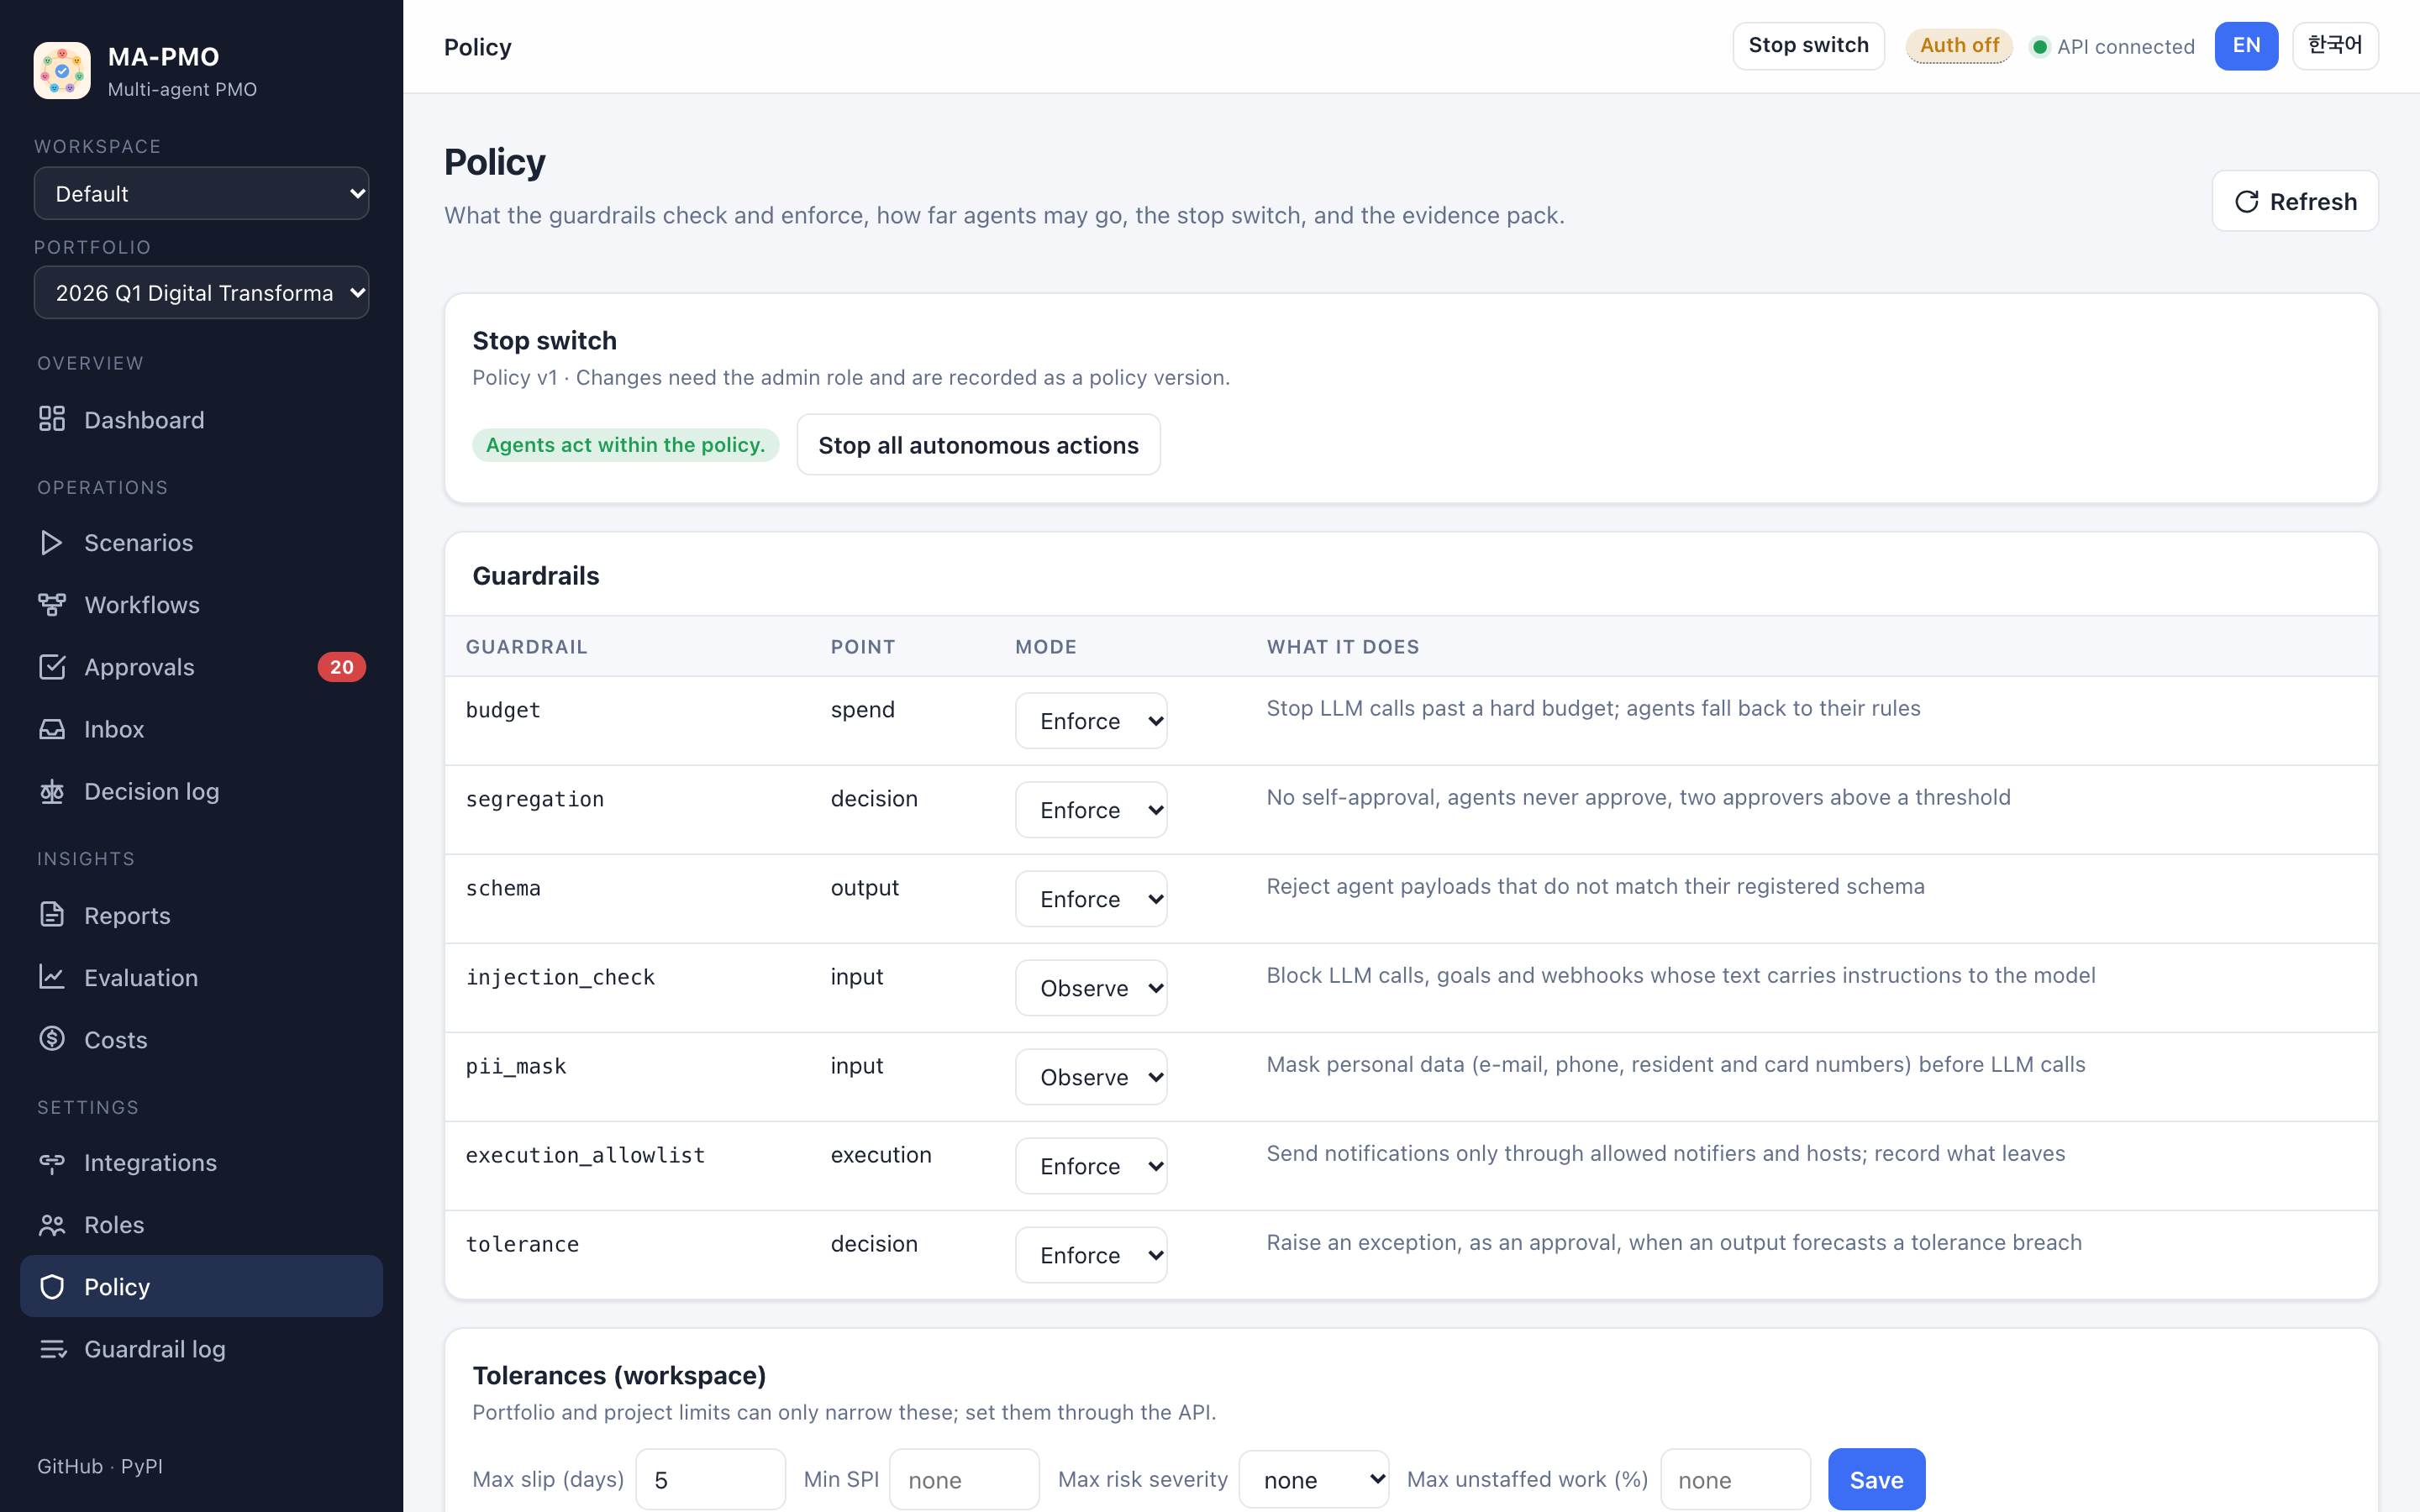 MA-PMO
Multi-agent PMO
WORKSPACE
Default
PORTFOLIO
2026 Q1 Digital Transforma
OVERVIEW
Dashboard
OPERATIONS
Scenarios
Workflows
Approvals 20
Inbox
Decision log
INSIGHTS
Reports
Evaluation
Costs
SETTINGS
Integrations
Roles
Policy
Guardrail log
GitHub · PyPI
Policy
Stop switch Auth off API connected EN 한국어
Policy
What the guardrails check and enforce, how far agents may go, the stop switch, and the evidence pack.
Refresh
Stop switch
Policy v1 · Changes need the admin role and are recorded as a policy version.
Agents act within the policy. Stop all autonomous actions
Guardrails
GUARDRAIL POINT MODE WHAT IT DOES
budget spend Enforce Stop LLM calls past a hard budget; agents fall back to their rules
segregation decision Enforce No self-approval, agents never approve, two approvers above a threshold
schema output Enforce Reject agent payloads that do not match their registered schema
injection_check input Observe Block LLM calls, goals and webhooks whose text carries instructions to the model
pii_mask input Observe Mask personal data (e-mail, phone, resident and card numbers) before LLM calls
execution_allowlist execution Enforce Send notifications only through allowed notifiers and hosts; record what leaves
tolerance decision Enforce Raise an exception, as an approval, when an output forecasts a tolerance breach
Tolerances (workspace)
Portfolio and project limits can only narrow these; set them through the API.
Max slip (days) 5 Min SPI none Max risk severity none Max unstaffed work (%) none Save